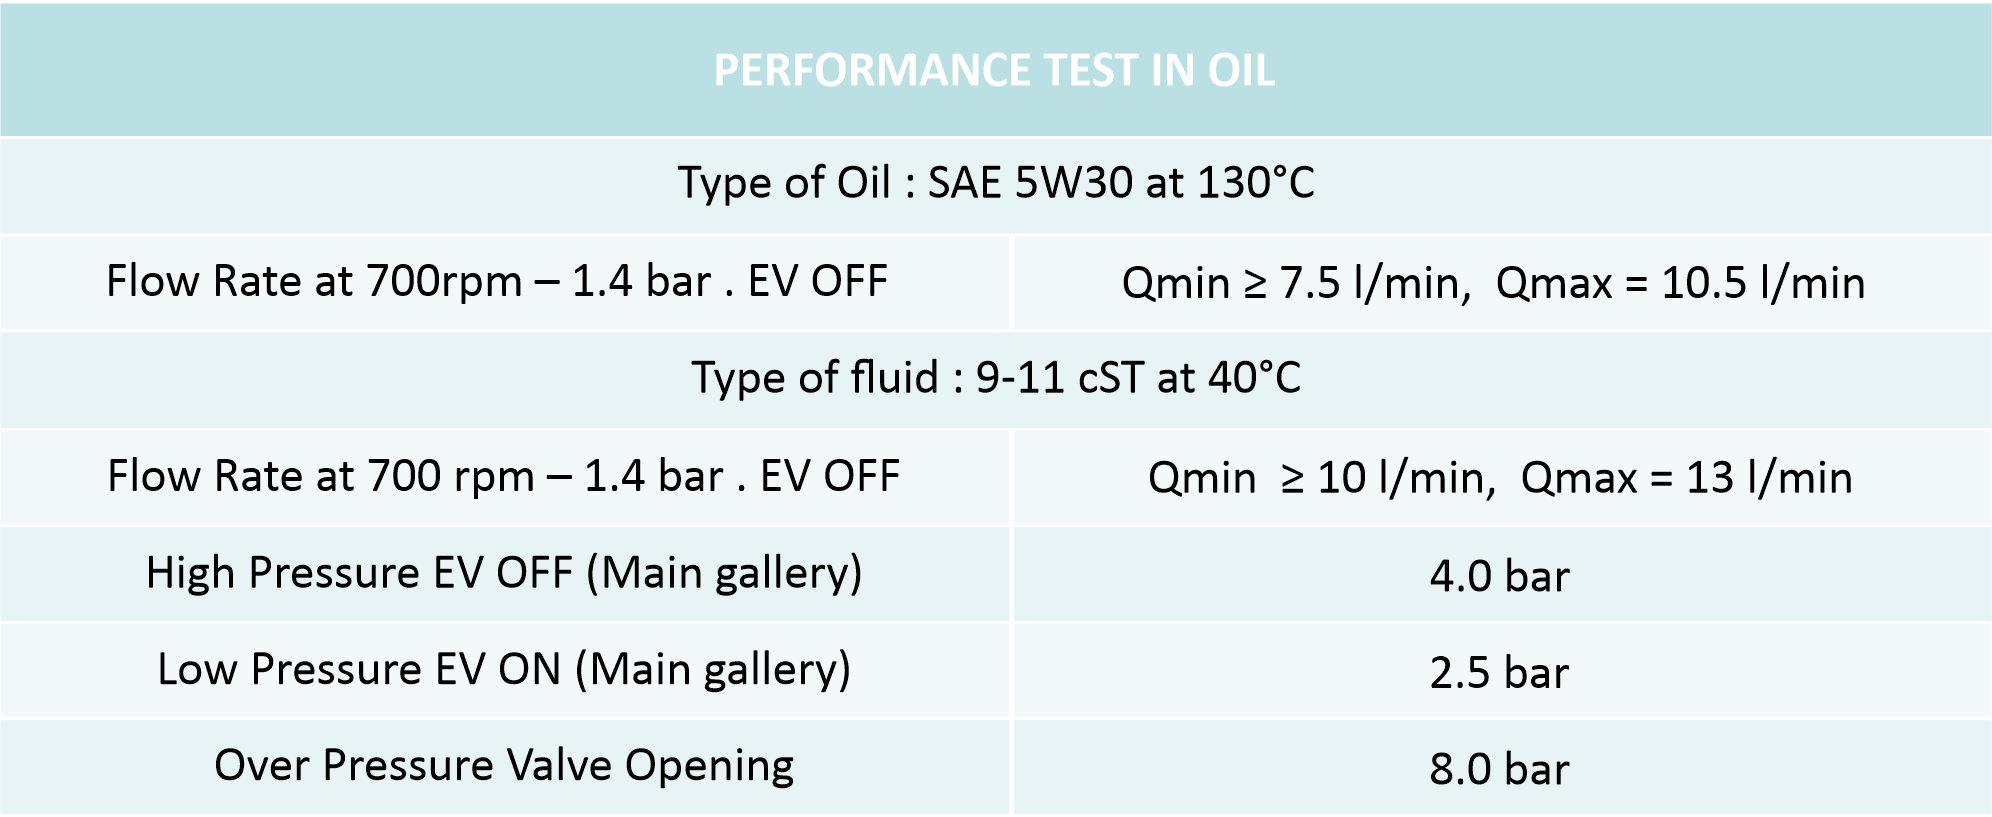 PERFORMANCE TEST IN OIL
Type of Oil : SAE 5W30 at 130°C
Flow Rate at 700rpm – 1.4 bar . EV OFF
Qmin ≥ 7.5 l/min,  Qmax = 10.5 l/min
Type of fluid : 9-11 cST at 40°C
Flow Rate at 700 rpm – 1.4 bar . EV OFF
Qmin  ≥ 10 l/min,  Qmax = 13 l/min
High Pressure EV OFF (Main gallery)
4.0 bar
Low Pressure EV ON (Main gallery)
2.5 bar
Over Pressure Valve Opening
8.0 bar